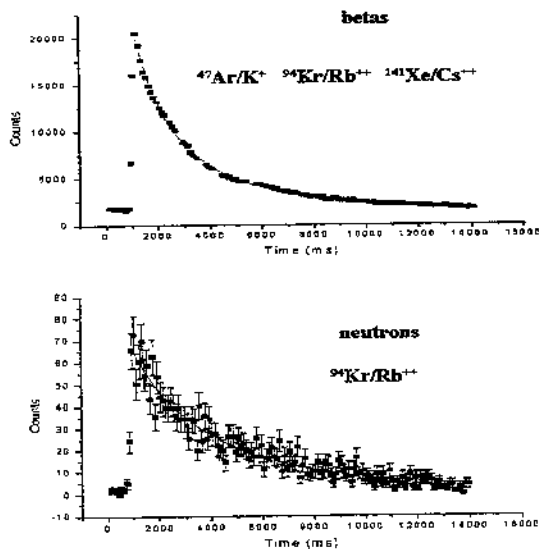 betas
⁴⁷Ar/K⁺ ⁹⁴Kr/Rb⁺⁺ ¹⁴¹Xe/Cs⁺⁺
Counts
20000
15000
10000
5000
0
0 2000 4000 6000 8000 10000 12000 14000 16000
Time (ms)
neutrons
⁹⁴Kr/Rb⁺⁺
Counts
80
80
70
60
50
40
30
20
10
0
-10
0 2000 4000 6000 8000 10000 12000 14000 16000
Time (ms)